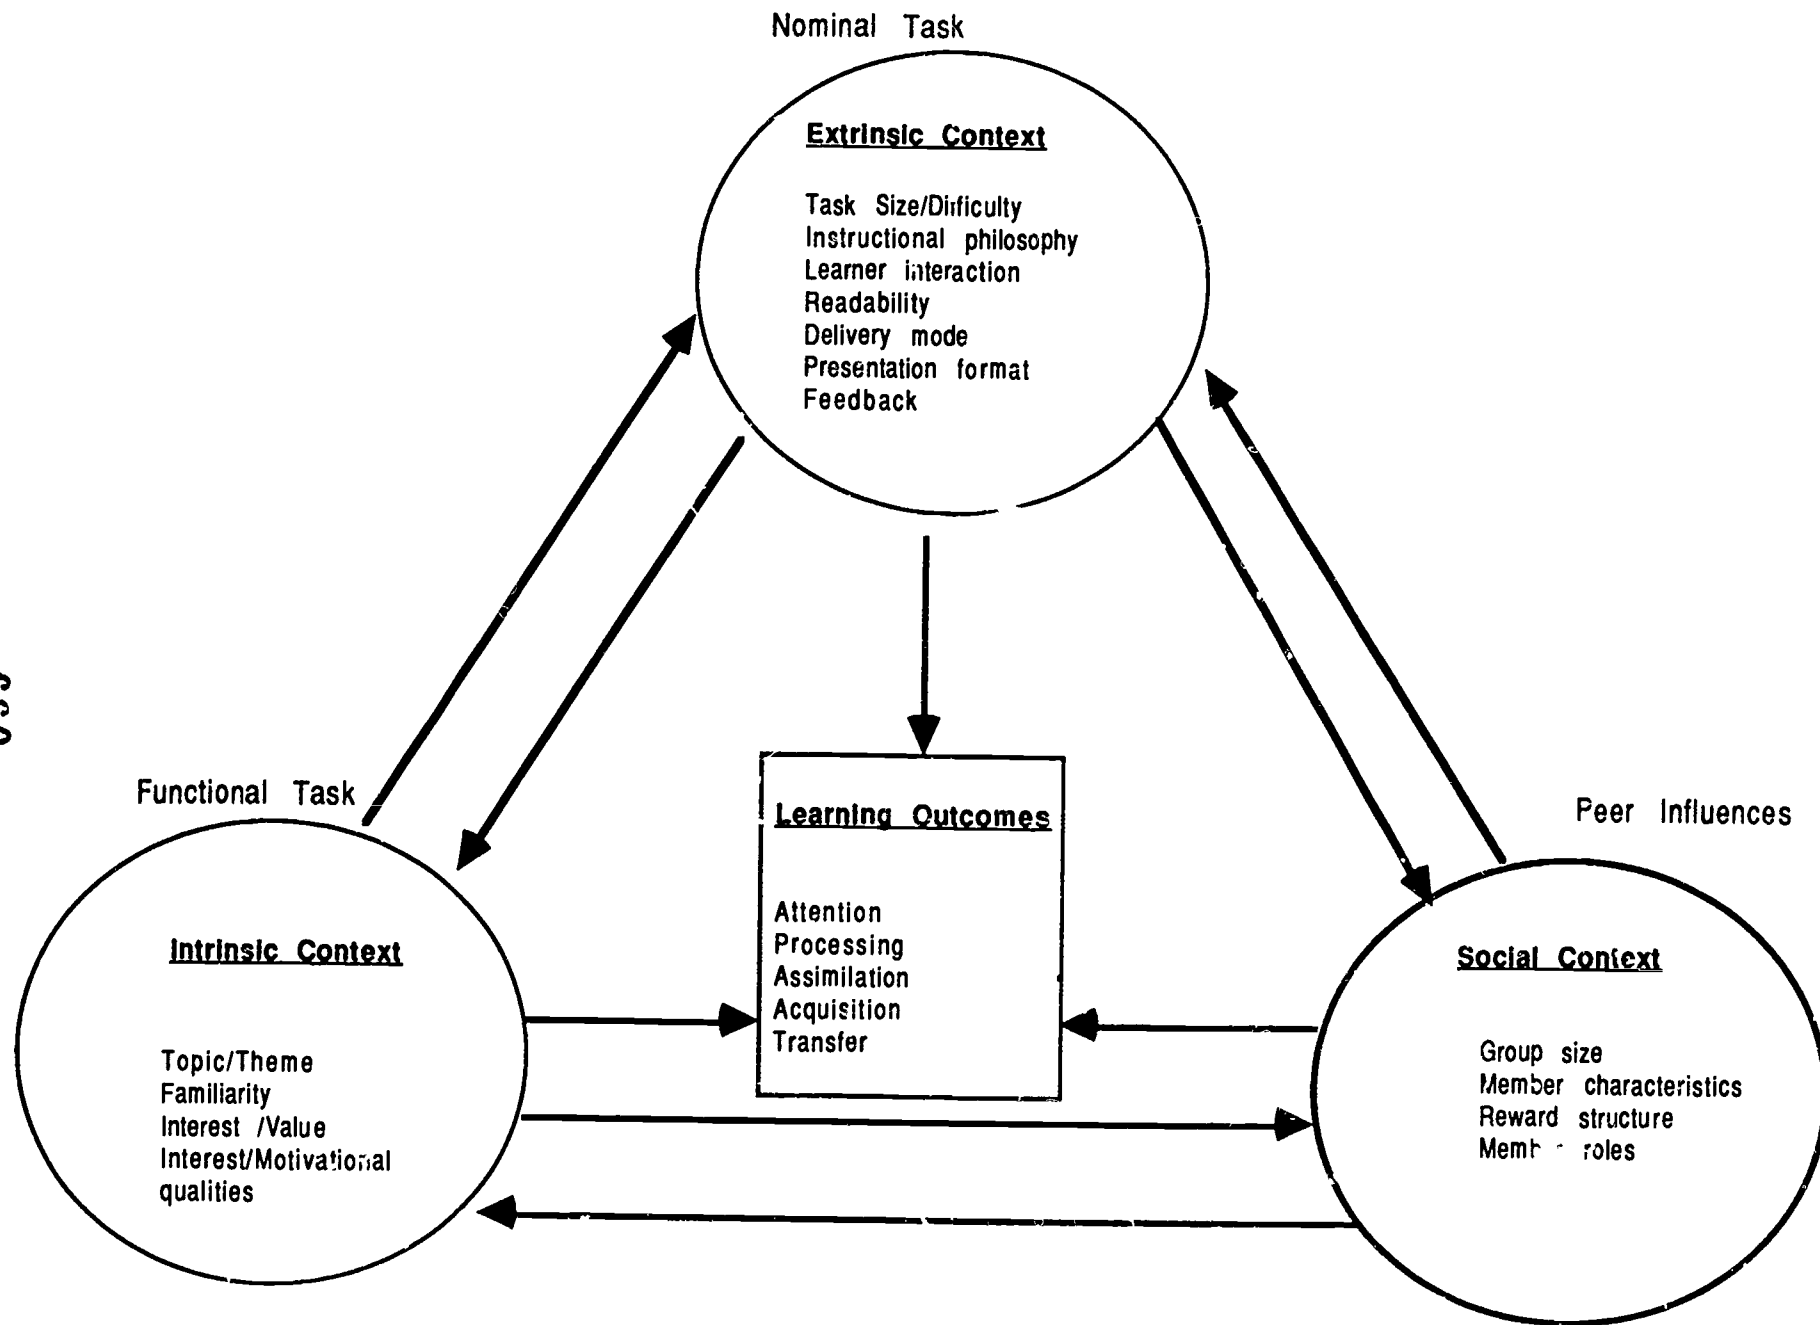 Nominal Task
Extrinsic Context
Task Size/Difficulty
Instructional philosophy
Learner interaction
Readability
Delivery mode
Presentation format
Feedback
Functional Task
Peer Influences
Learning Outcomes
Attention
Processing
Assimilation
Acquisition
Transfer
Intrinsic Context
Topic/Theme
Familiarity
Interest /Value
Interest/Motivational
qualities
Social Context
Group size
Member characteristics
Reward structure
roles